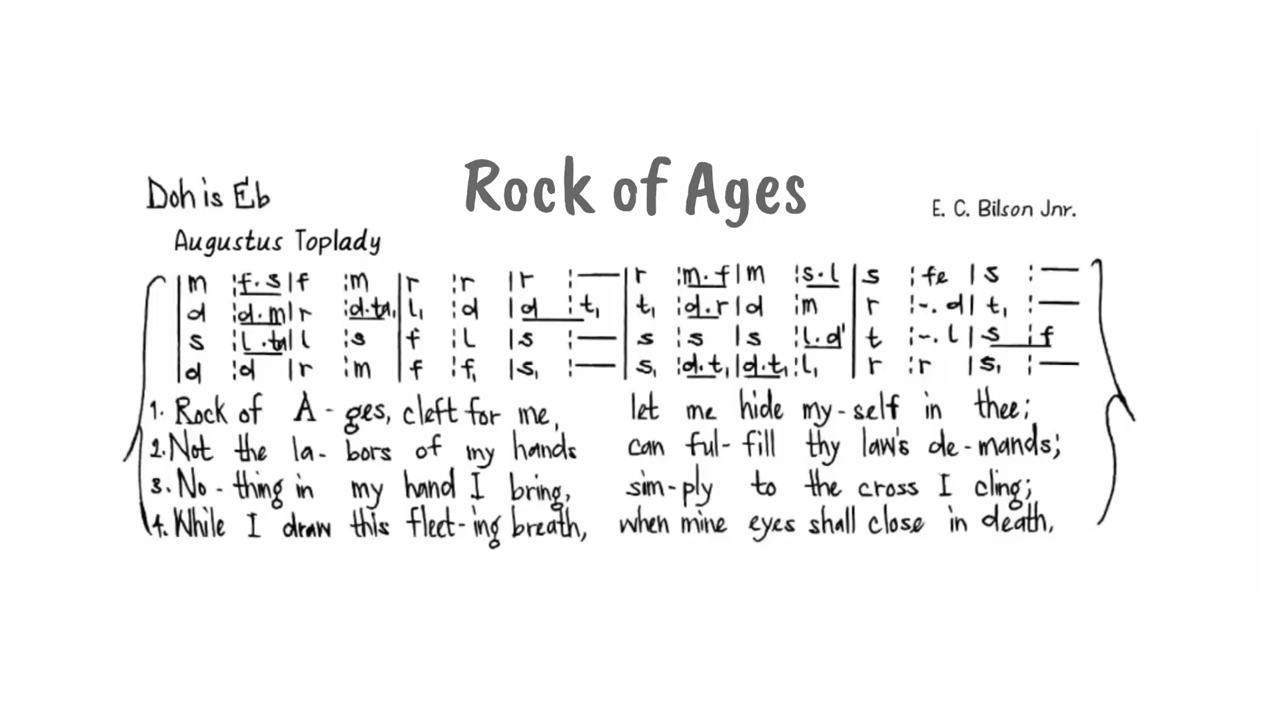 Rock of Ages
Doh is Eb
E. C. Bilson Jnr.
Augustus Toplady
|m :f.s|f :m |r :r |r :— |r :m.f|m :s.l |s :fe |s :—
d :d.m|r :d.ta,|l, :d |d :t, t, :d.r|d :m r :-.d|t, :—
s :l.ta|l :s f :l |s :— s :s |s :l.d' t :-.l|s :f
|d :d |r :m |f :f, |s, :— |s, :d.t,|d.t,:l, |r :r |s, :—
1. Rock of A - ges, cleft for me, let me hide my-self in thee;
2. Not the la- bors of my hands can ful- fill thy law's de-mands;
3. No - thing in my hand I bring, sim-ply to the cross I cling;
4. While I draw this fleet-ing breath, when mine eyes shall close in death,